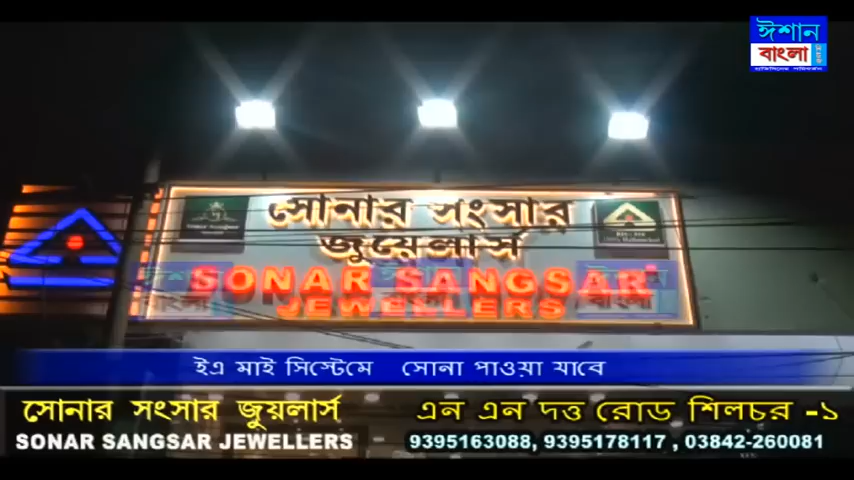 ঈশান
বাংলা
সোনার সংসার
জুয়েলার্স
SONAR SANGSAR
JEWELLERS
ইএ মাই সিস্টেমে সোনা পাওয়া যাবে
সোনার সংসার জুয়লার্স এন এন দত্ত রোড শিলচর -১
SONAR SANGSAR JEWELLERS 9395163088, 9395178117 , 03842-260081